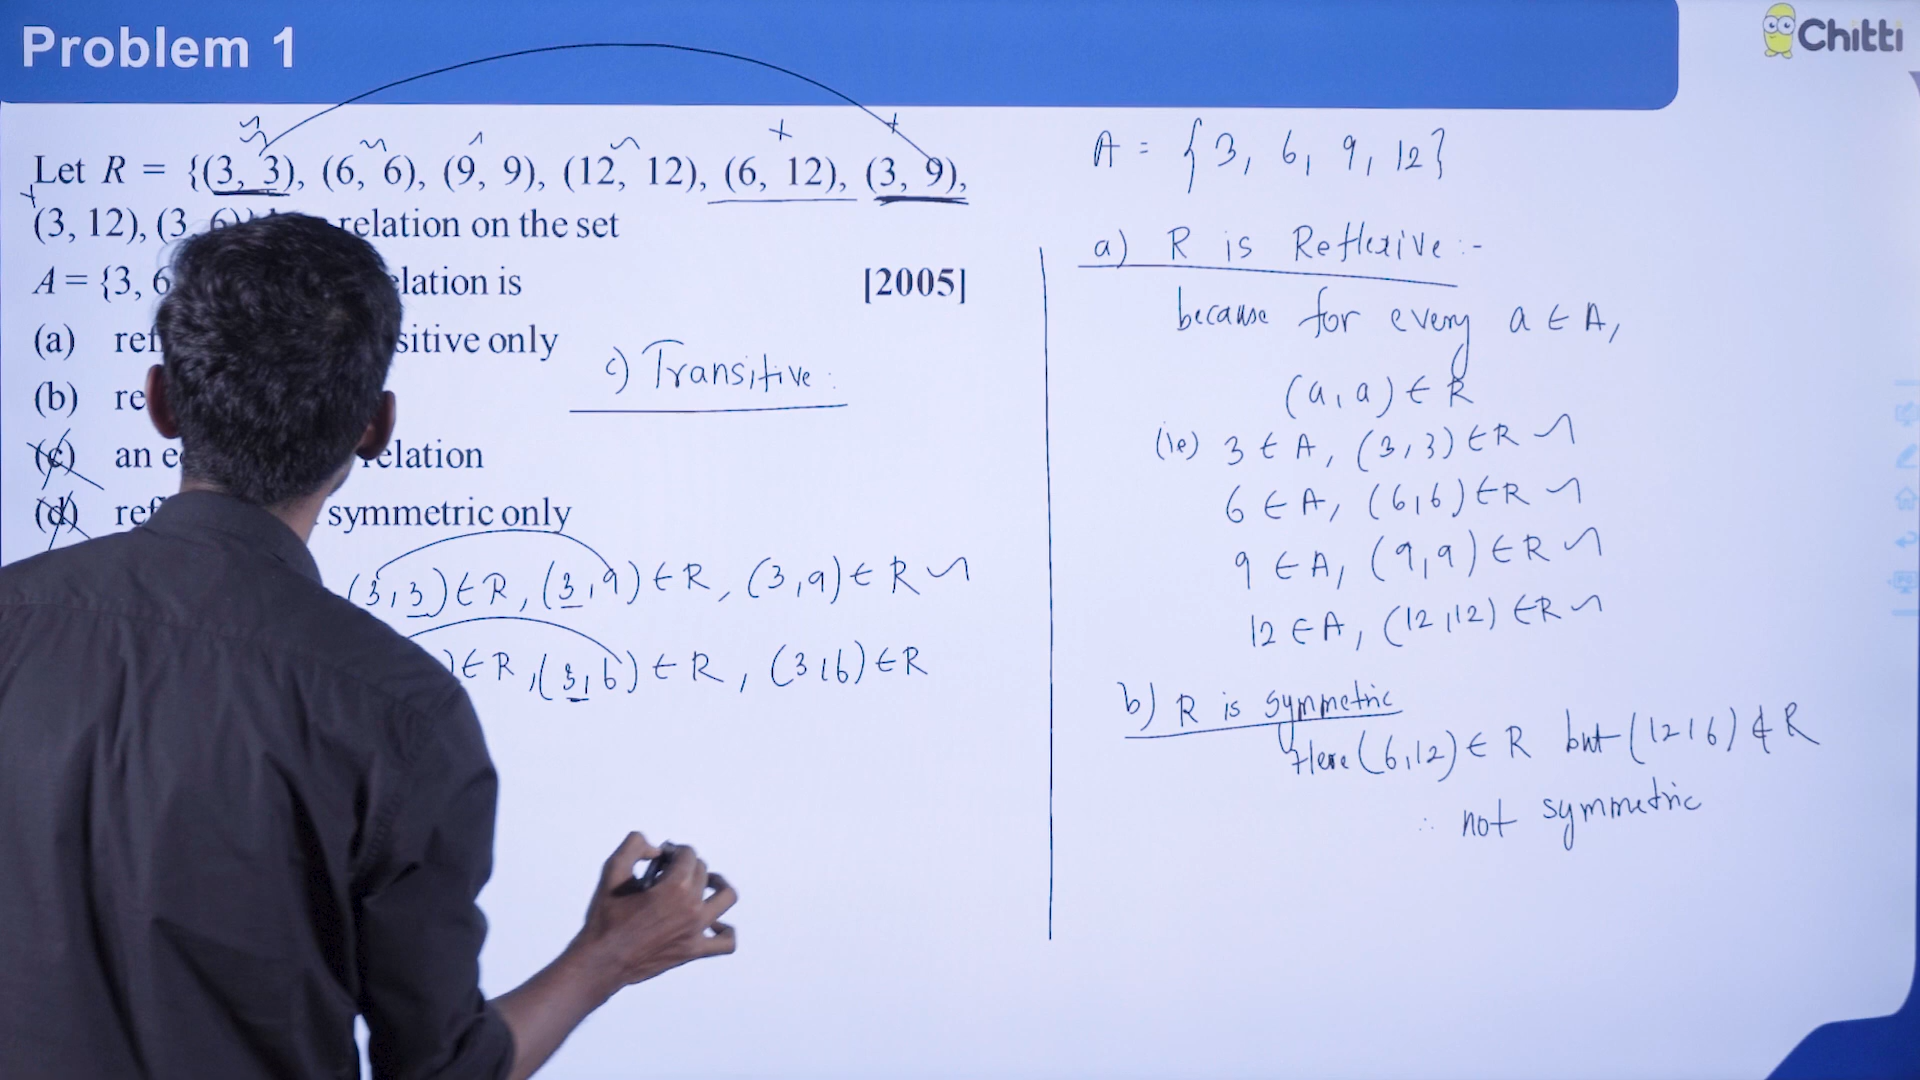 Problem 1
Chitti
Let R = {(3, 3), (6, 6), (9, 9), (12, 12), (6, 12), (3, 9),
(3, 12), (3, 6) relation on the set
A = {3, 6 lation is [2005]
(a) ref sitive only
(b) re
(c) an e relation
(d) ref symmetric only
c) Transitive :
(3,3) ∈ R, (3,9) ∈ R, (3,9) ∈ R
) ∈ R, (3,6) ∈ R, (3,6) ∈ R
A = {3, 6, 9, 12}
a) R is Reflexive :-
because for every a ∈ A,
(a, a) ∈ R
(ie) 3 ∈ A, (3,3) ∈ R
6 ∈ A, (6,6) ∈ R
9 ∈ A, (9,9) ∈ R
12 ∈ A, (12,12) ∈ R
b) R is symmetric
Here (6,12) ∈ R but (12,6) ∉ R
∴ not symmetric